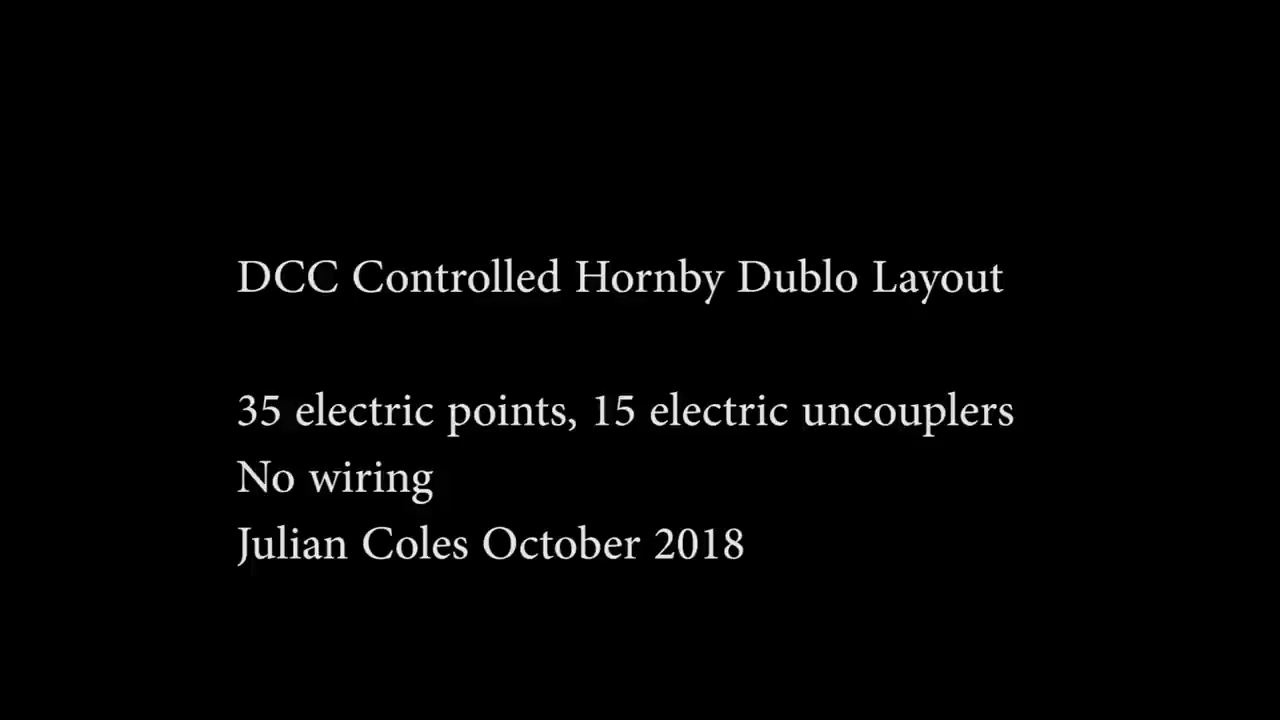 DCC Controlled Hornby Dublo Layout
35 electric points, 15 electric uncouplers
No wiring
Julian Coles October 2018